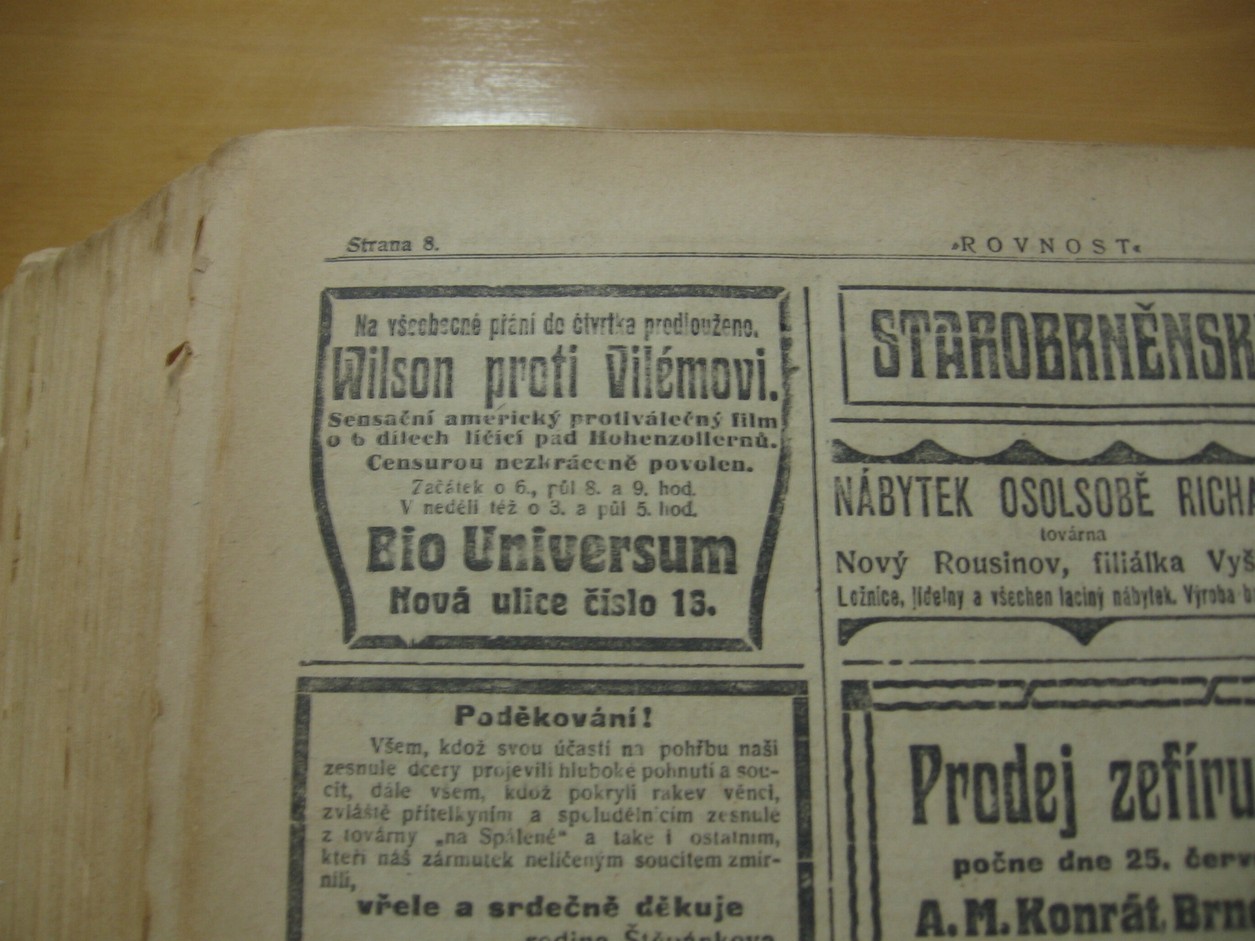 Strana 8.
»ROVNOST«
Na všeobecné přání do čtvrtka prodlouženo.
Wilson proti Vilémovi.
Sensační americký protiválečný film
o 6 dílech líčící pád Hohenzollernů.
Censurou nezkráceně povolen.
Začátek o 6., půl 8. a 9. hod.
V neděli též o 3. a půl 5. hod.
Bio Universum
Nová ulice číslo 13.
Poděkování!
Všem, kdož svou účastí na pohřbu naší
zesnulé dcery projevili hluboké pohnutí a sou-
cit, dále všem, kdož pokryli rakev věnci,
zvláště přítelkyním a spoludělnicím zesnulé
z továrny „na Spálené“ a také i ostatním,
kteří náš zármutek nelíčeným soucitem zmír-
nili,
vřele a srdečně děkuje
rodina Štěpánkova
STAROBRNĚNSK
NÁBYTEK OSOLSOBĚ RICHA
továrna
Nový Rousinov, filiálka Vyš
Ložnice, jídelny a všechen laciný nábytek. Výroba
Prodej zefíru
počne dne 25. červ
A. M. Konrát, Brno